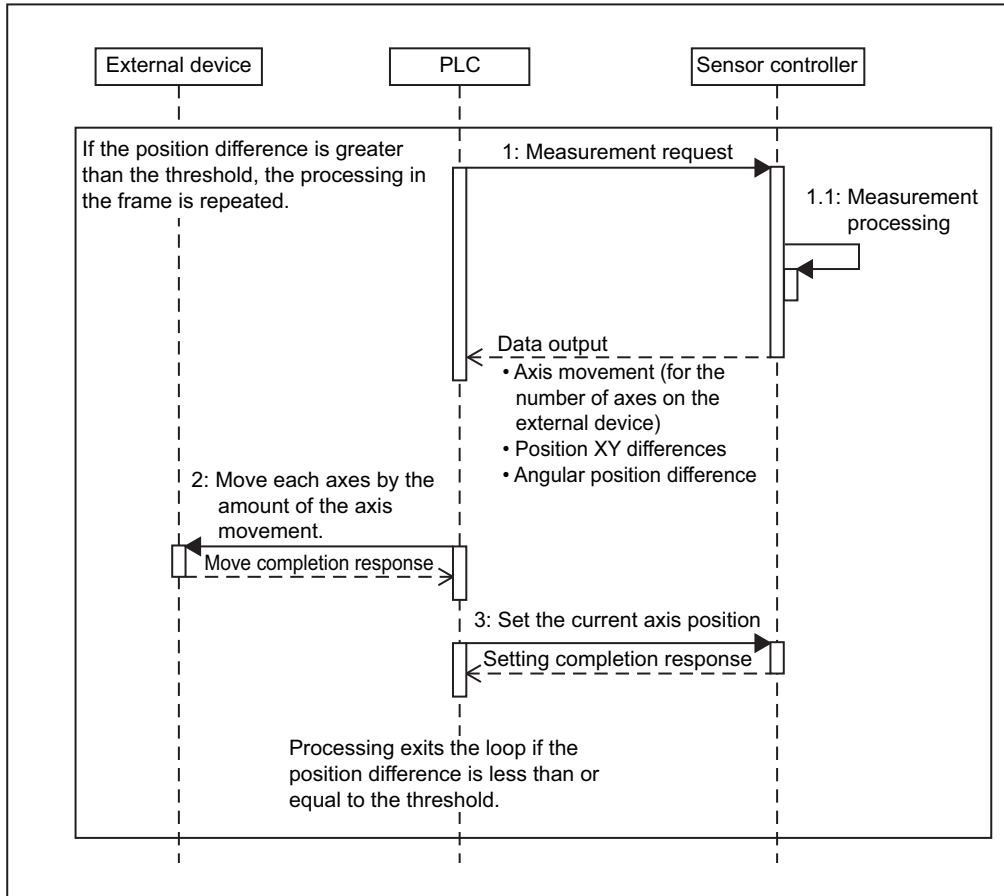 External device
PLC
Sensor controller
If the position difference is greater
than the threshold, the processing in
the frame is repeated.
1: Measurement request
1.1: Measurement
processing
Data output
• Axis movement (for the
number of axes on the
external device)
• Position XY differences
• Angular position difference
2: Move each axes by the
amount of the axis
movement.
Move completion response
3: Set the current axis position
Setting completion response
Processing exits the loop if the
position difference is less than or
equal to the threshold.